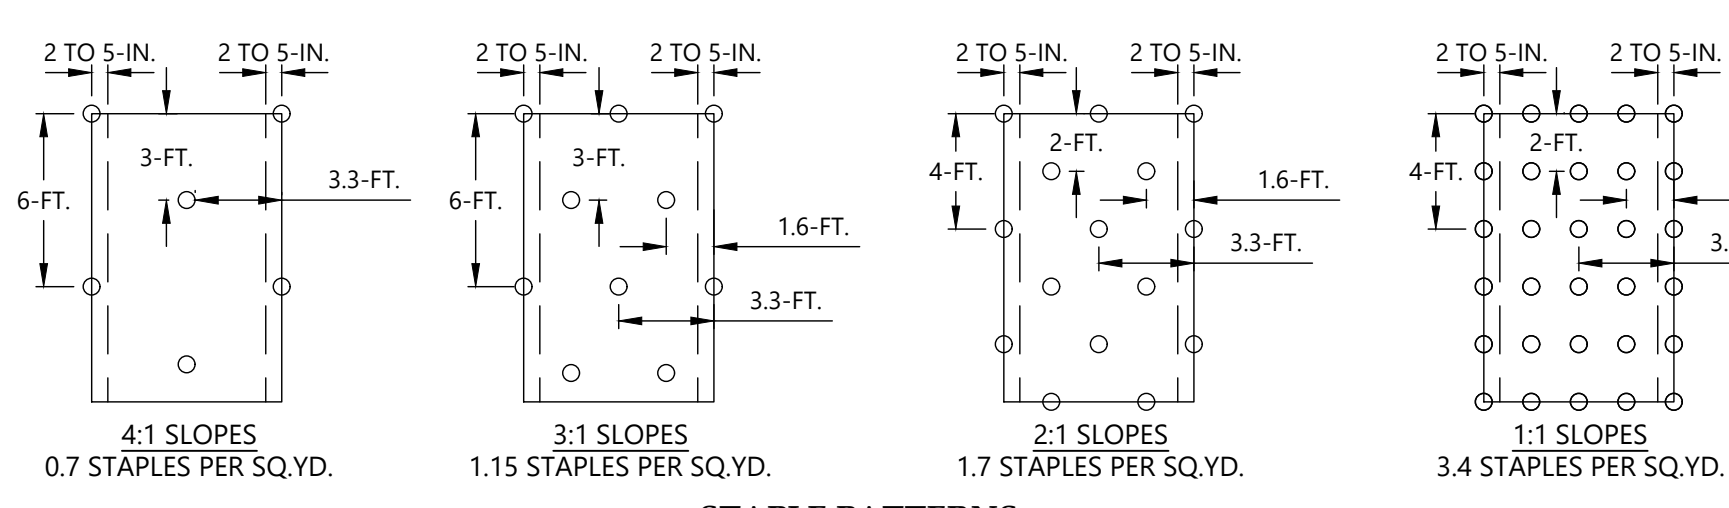 2 TO 5-IN. 2 TO 5-IN.
3-FT.
6-FT.
3.3-FT.
4:1 SLOPES
0.7 STAPLES PER SQ.YD.
2 TO 5-IN. 2 TO 5-IN.
3-FT.
6-FT.
1.6-FT.
3.3-FT.
3:1 SLOPES
1.15 STAPLES PER SQ.YD.
2 TO 5-IN. 2 TO 5-IN.
2-FT.
4-FT.
1.6-FT.
3.3-FT.
2:1 SLOPES
1.7 STAPLES PER SQ.YD.
2 TO 5-IN. 2 TO 5-IN.
2-FT.
4-FT.
3.
1:1 SLOPES
3.4 STAPLES PER SQ.YD.
STAPLE PATTERNS